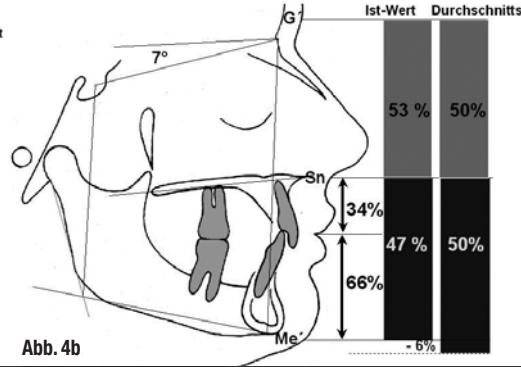 t
G´
Ist-Wert
Durchschnitts
7°
53 %
50%
Sn
34%
47 %
50%
66%
Me´
- 6%
Abb. 4b